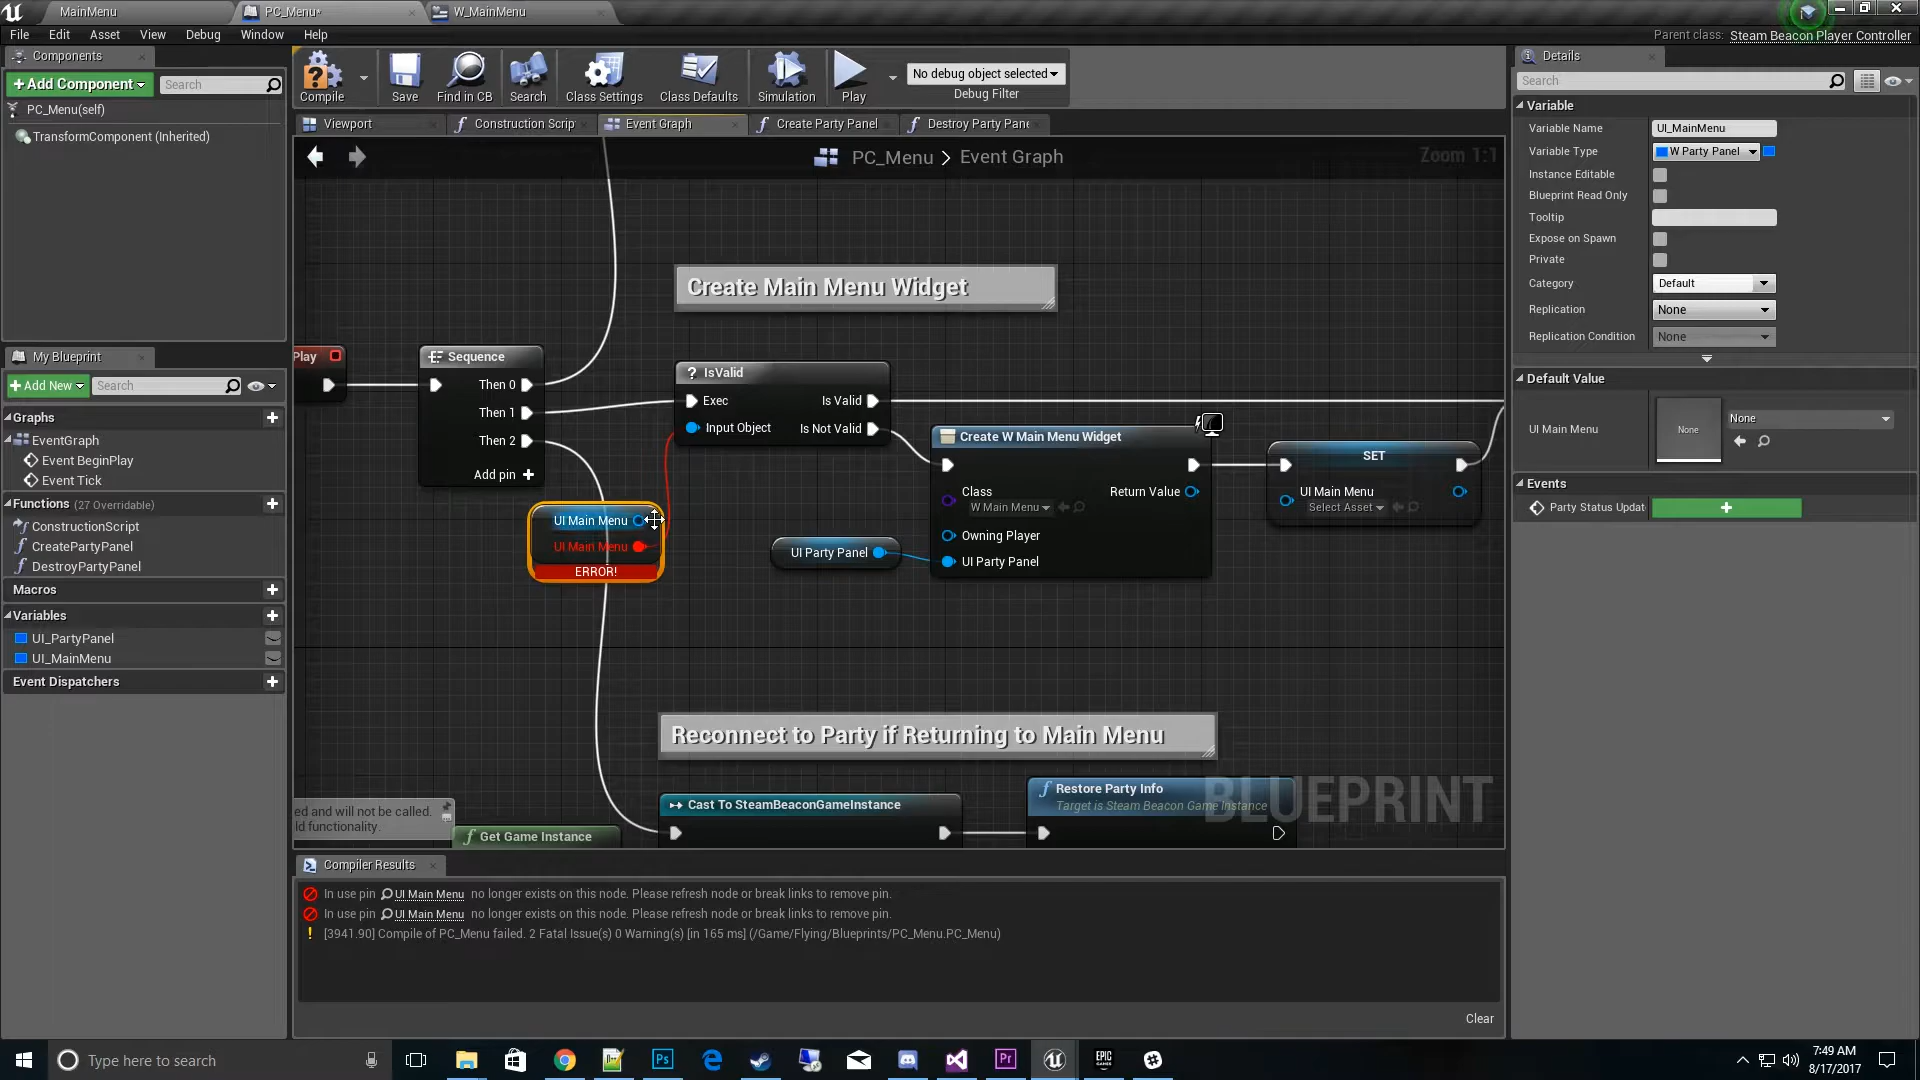 MainMenu
PC_Menu*
W_MainMenu
File Edit Asset View Debug Window Help
Parent class: Steam Beacon Player Controller
Components
+Add Component
Search
PC_Menu(self)
TransformComponent (Inherited)
Compile
Save
Find in CB
Search
Class Settings
Class Defaults
Simulation
Play
No debug object selected
Debug Filter
Viewport
Construction Scrip
Event Graph
Create Party Panel
Destroy Party Pane
PC_Menu > Event Graph
Zoom 1:1
Create Main Menu Widget
Play
Sequence
Then 0
Then 1
Then 2
Add pin +
? IsValid
Exec
Is Valid
Input Object
Is Not Valid
UI Main Menu
UI Main Menu
ERROR!
UI Party Panel
Create W Main Menu Widget
Class
W Main Menu
Return Value
Owning Player
UI Party Panel
SET
UI Main Menu
Select Asset
Reconnect to Party if Returning to Main Menu
Cast To SteamBeaconGameInstance
f Restore Party Info
Target is Steam Beacon Game Instance
BLUEPRINT
ed and will not be called.
ld functionality.
f Get Game Instance
My Blueprint
+Add New
Search
Graphs
EventGraph
Event BeginPlay
Event Tick
Functions (27 Overridable)
ConstructionScript
CreatePartyPanel
DestroyPartyPanel
Macros
Variables
UI_PartyPanel
UI_MainMenu
Event Dispatchers
Compiler Results
In use pin UI Main Menu no longer exists on this node. Please refresh node or break links to remove pin.
In use pin UI Main Menu no longer exists on this node. Please refresh node or break links to remove pin.
! [3941.90] Compile of PC_Menu failed. 2 Fatal Issue(s) 0 Warning(s) [in 165 ms] (/Game/Flying/Blueprints/PC_Menu.PC_Menu)
Clear
Details
Search
Variable
Variable Name UI_MainMenu
Variable Type W Party Panel
Instance Editable
Blueprint Read Only
Tooltip
Expose on Spawn
Private
Category Default
Replication None
Replication Condition None
Default Value
UI Main Menu
None
None
Events
Party Status Updat
+
Type here to search
Ps
Pr
EPIC GAMES
7:49 AM
8/17/2017